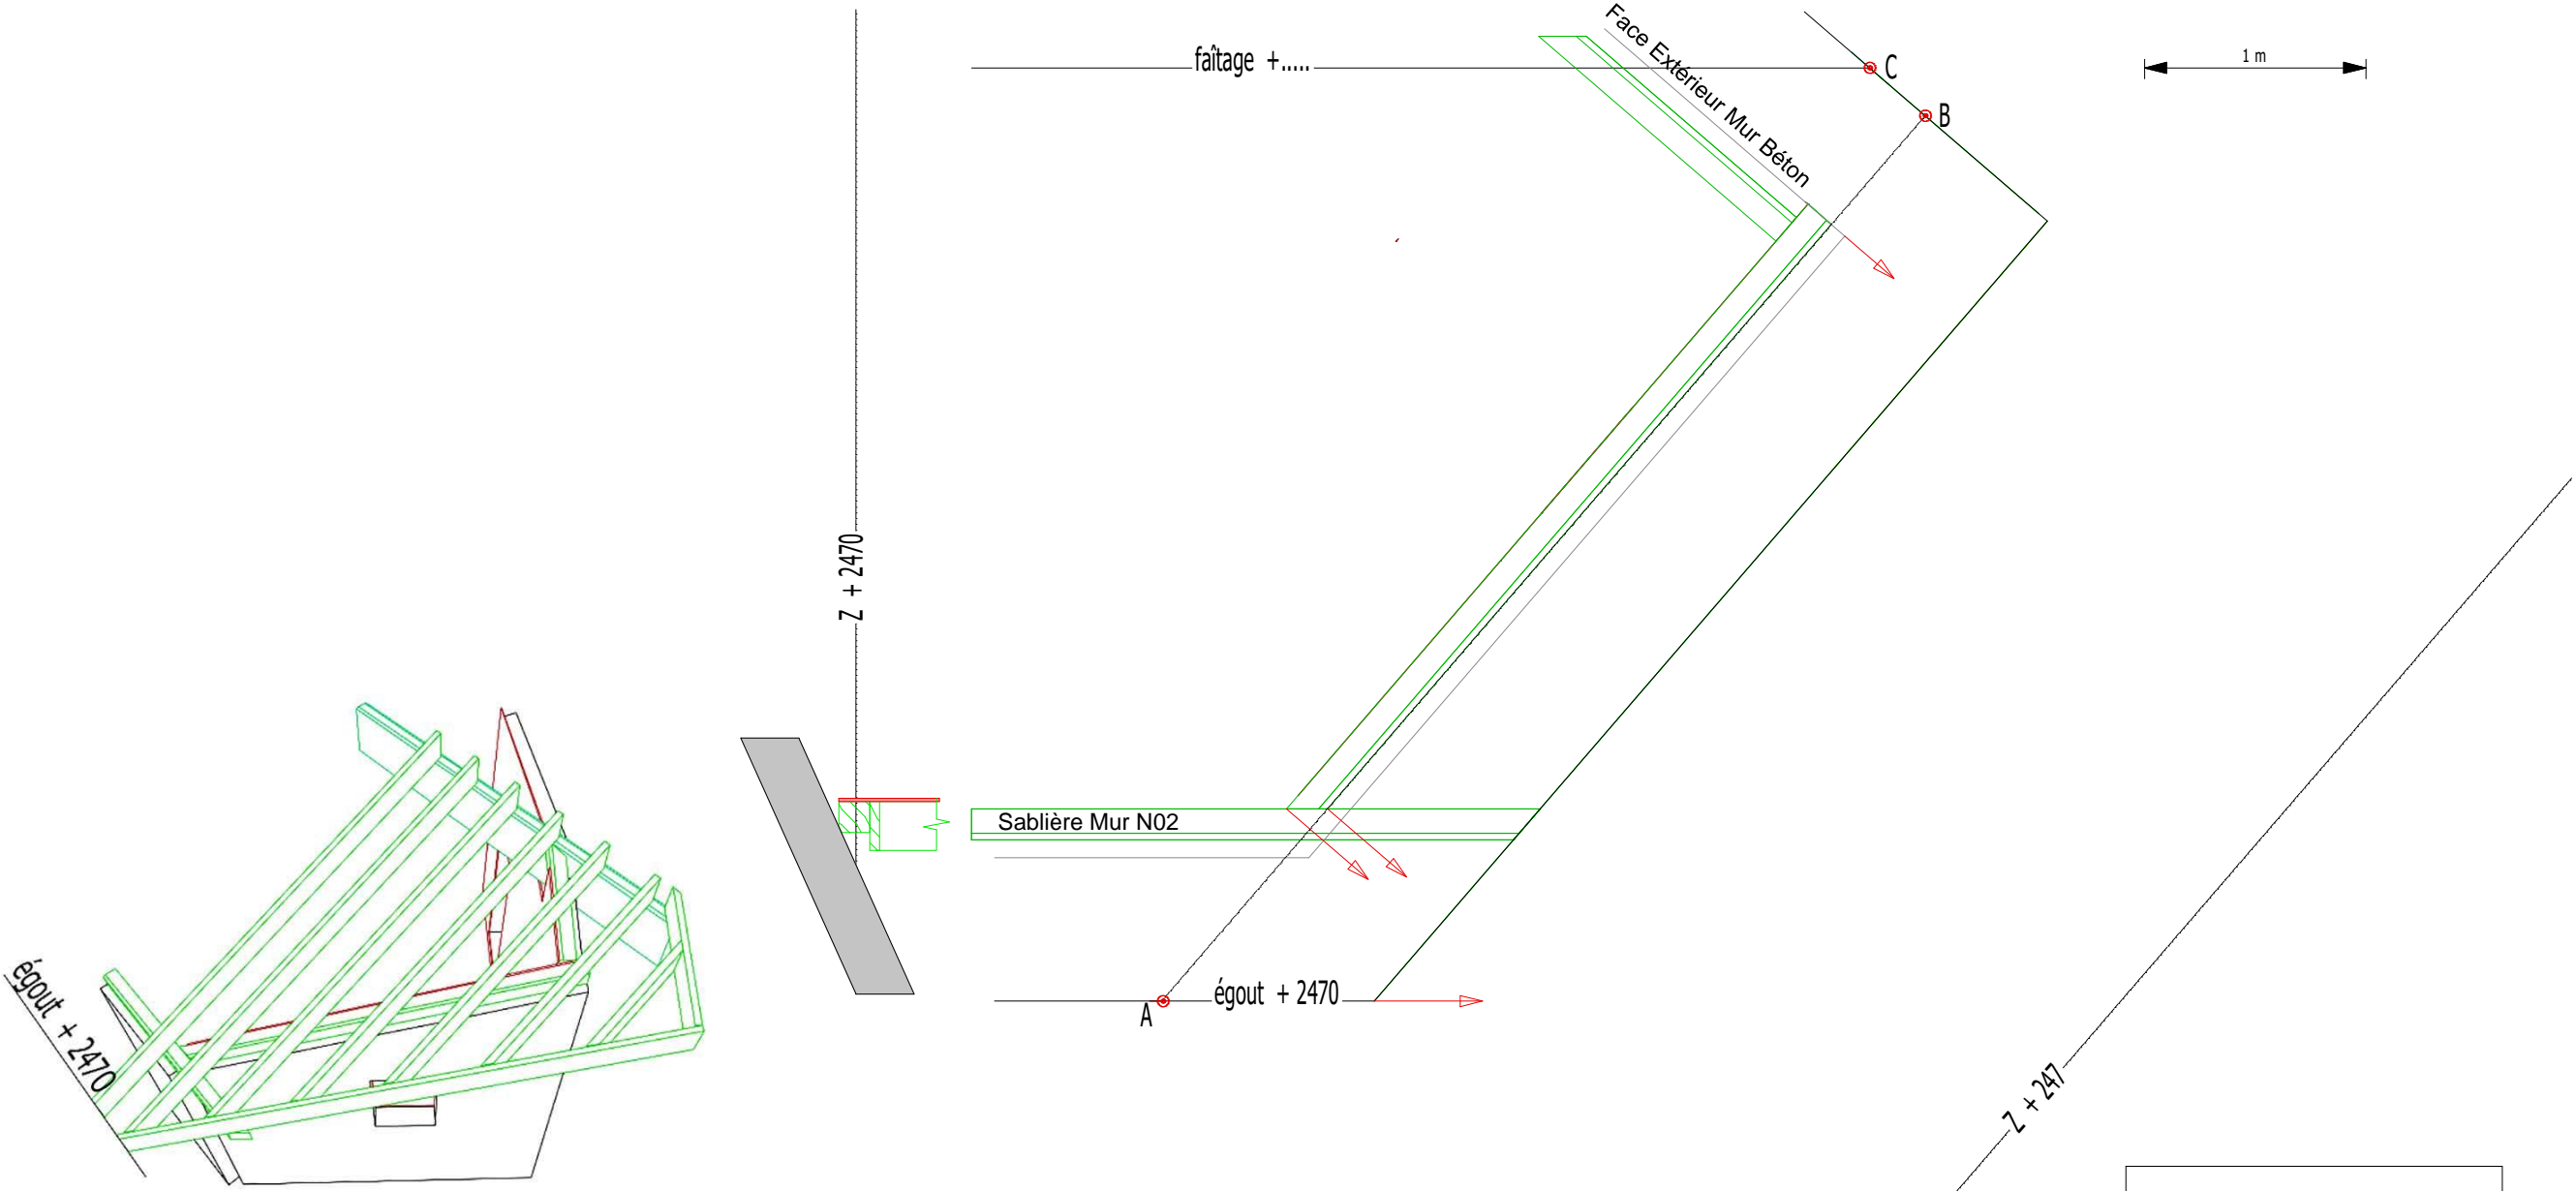 faîtage +.....
Face Extérieur Mur Béton
C
B
1 m
Z + 2470
Sablière Mur N02
A
égout + 2470
égout + 2470
Z + 247